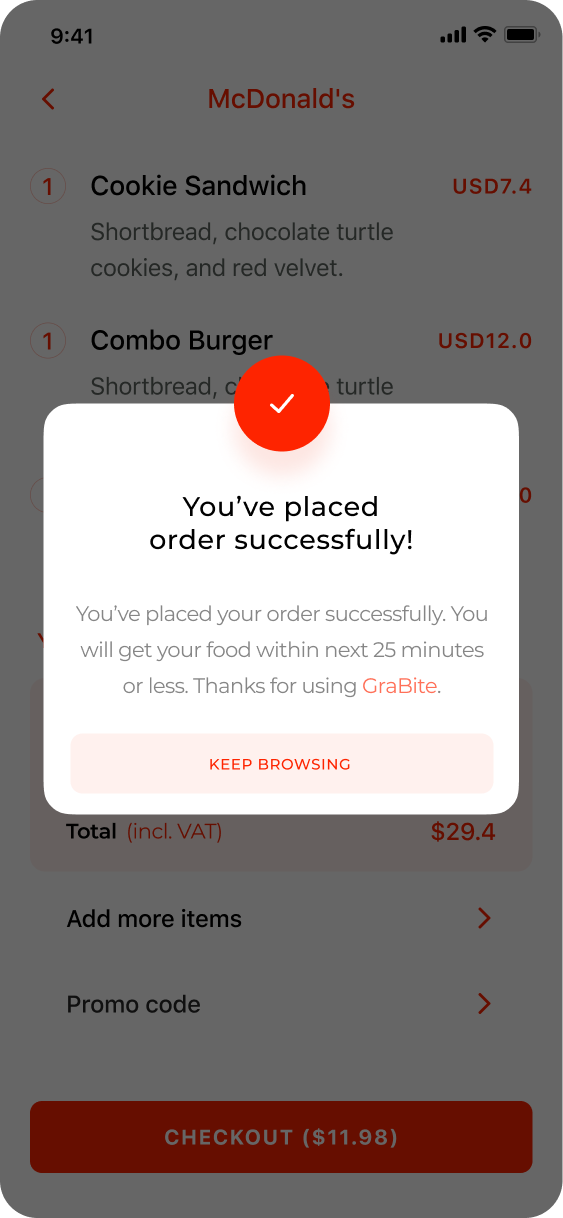 9:41
McDonald's
1 Cookie Sandwich USD7.4
Shortbread, chocolate turtle
cookies, and red velvet.
1 Combo Burger USD12.0
Shortbread, turtle
0
You’ve placed
order successfully!
You’ve placed your order successfully. You
will get your food within next 25 minutes
or less. Thanks for using GraBite.
KEEP BROWSING
Total (incl. VAT) $29.4
Add more items
Promo code
CHECKOUT ($11.98)